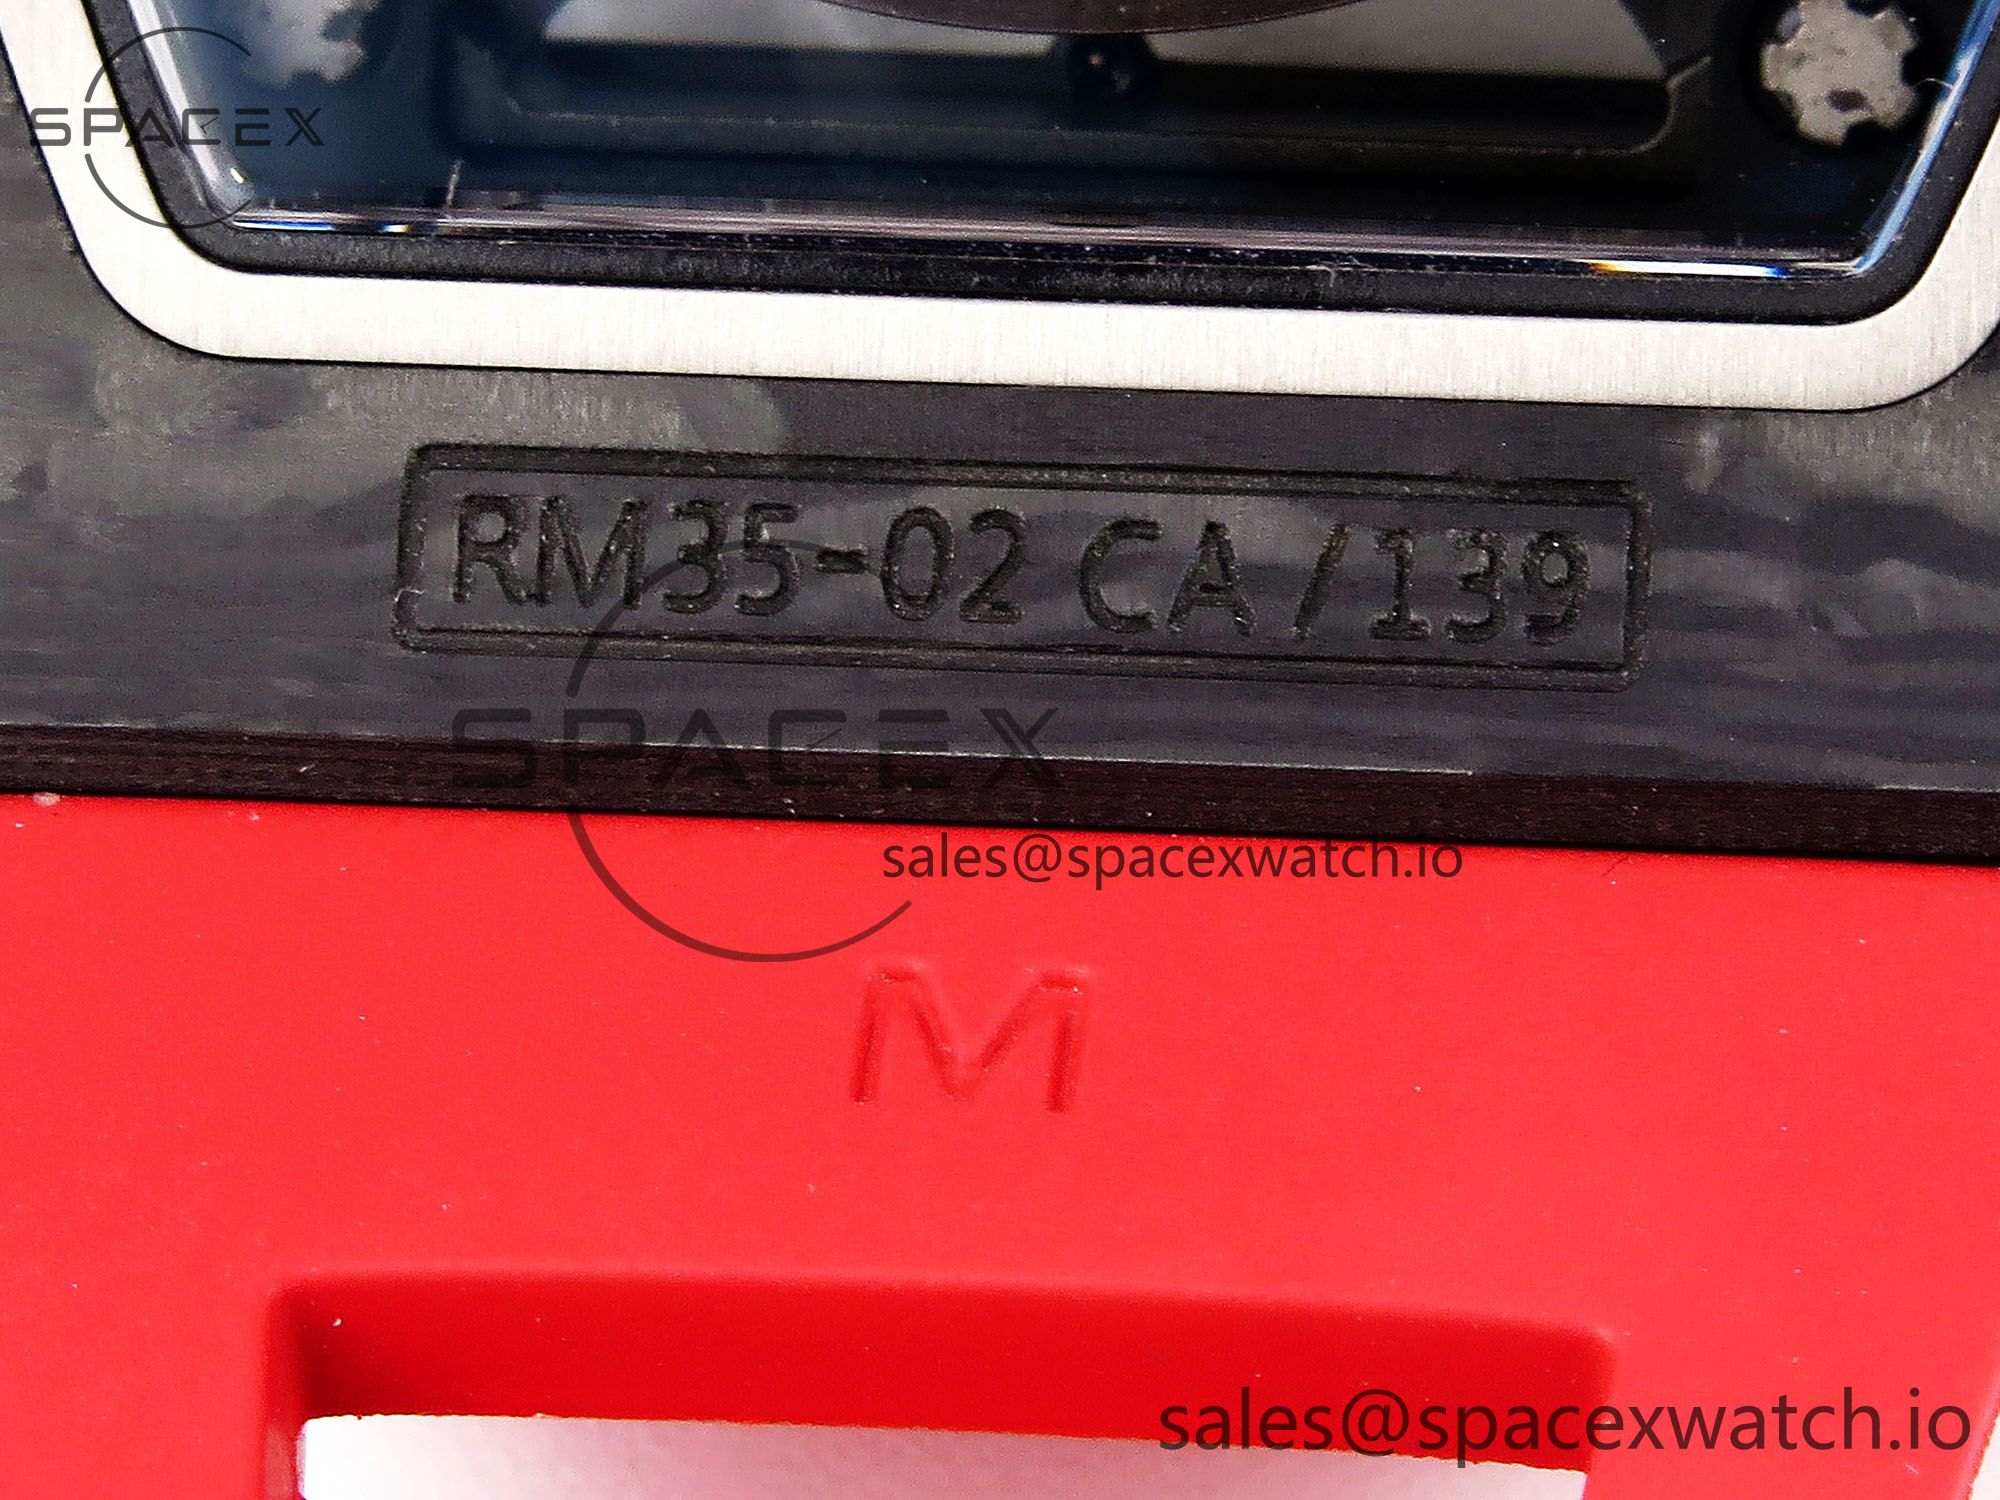 SPACEX
RM35-02 CA /139
SPACEX
sales@spacexwatch.io
M
sales@spacexwatch.io